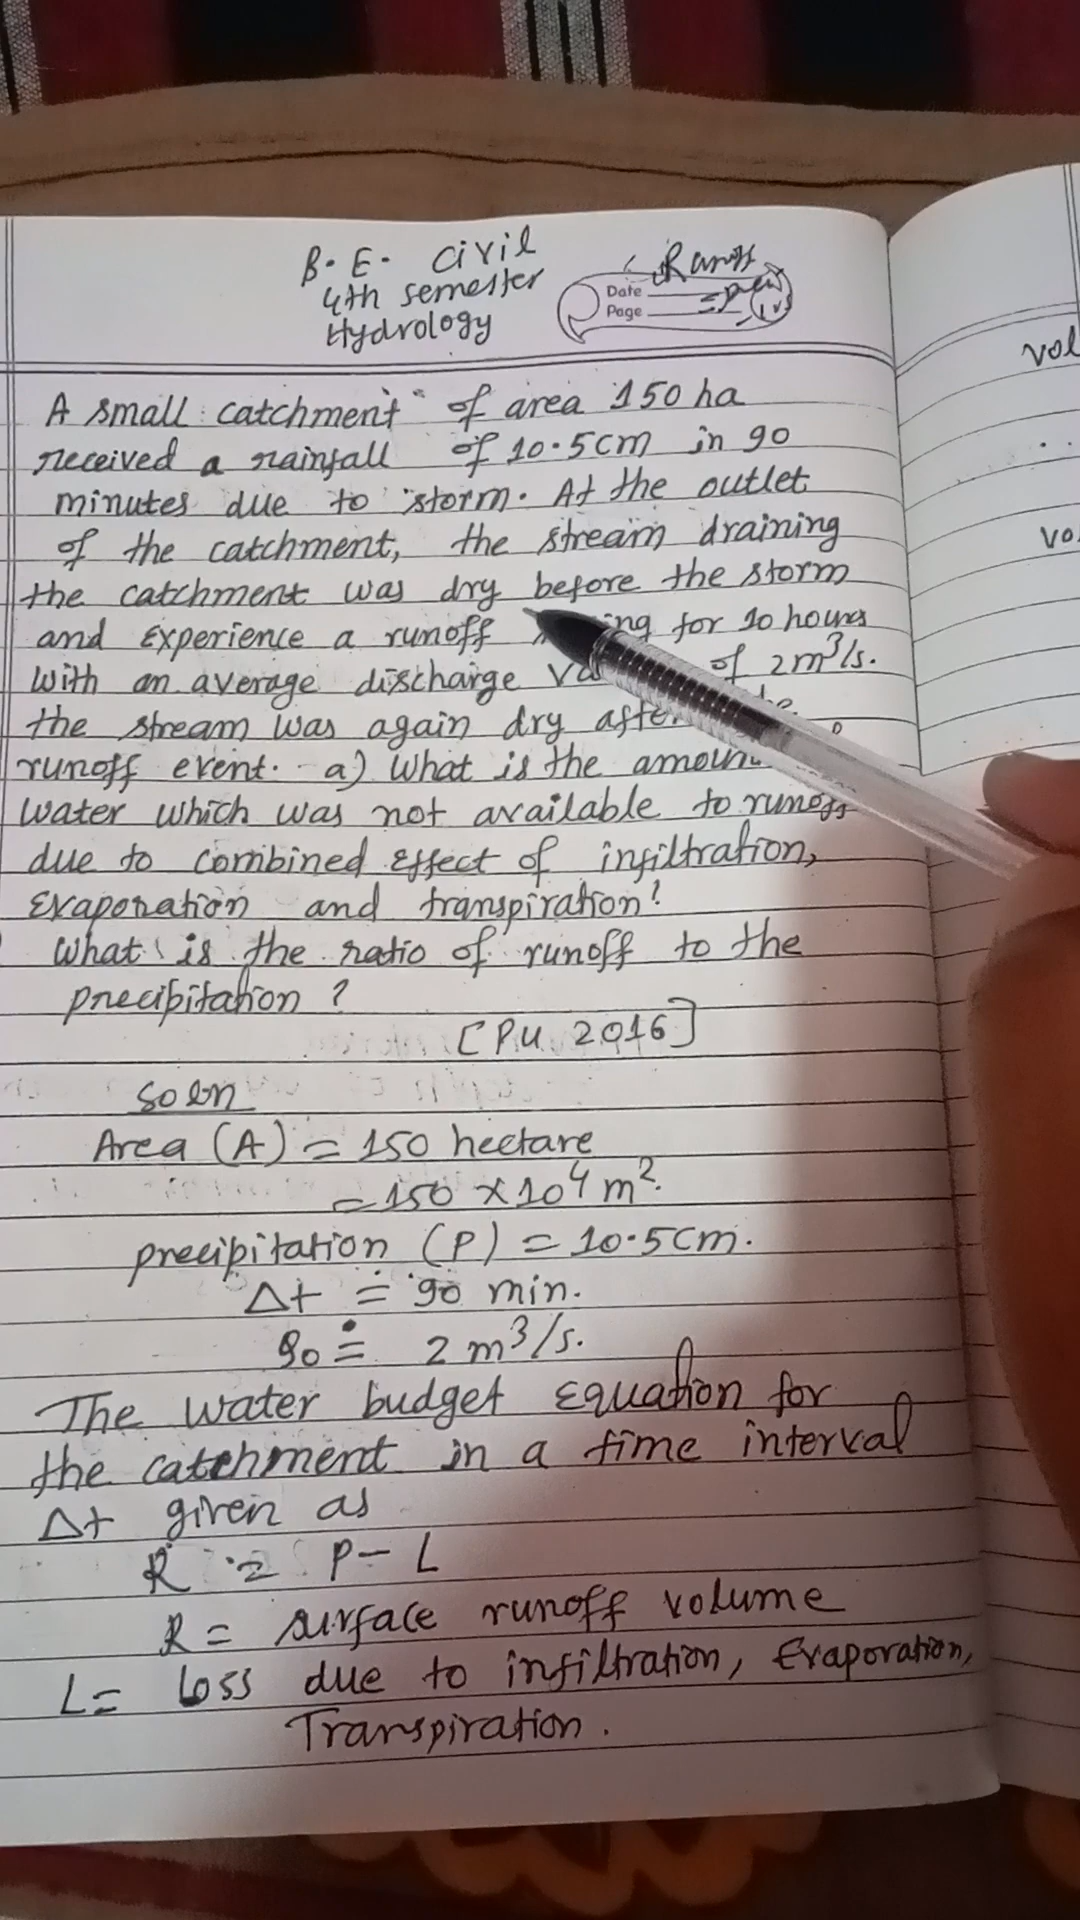 B.E. Civil
4th semester
Hydrology
Runoff
Date
Page
A small catchment of area 150 ha
received a rainfall of 10.5cm in 90
minutes due to storm. At the outlet
of the catchment, the stream draining
the catchment was dry before the storm
and experience a runoff for 10 hours
with an average discharge of 2m³/s.
the stream was again dry after
runoff event. a) What is the
water which was not available to runoff
due to combined effect of infiltration,
Evaporation and transpiration?
What is the ratio of runoff to the
precipitation?
[PU 2016]
Soln
Area (A) = 150 hectare
= 150 × 10⁴ m².
precipitation (P) = 10.5cm.
Δt = 90 min.
= 2 m³/s.
The water budget Equation for
the catchment in a time interval
Δt given as
R = P - L
R = surface runoff volume
L = Loss due to infiltration, Evaporation,
Transpiration.
vol